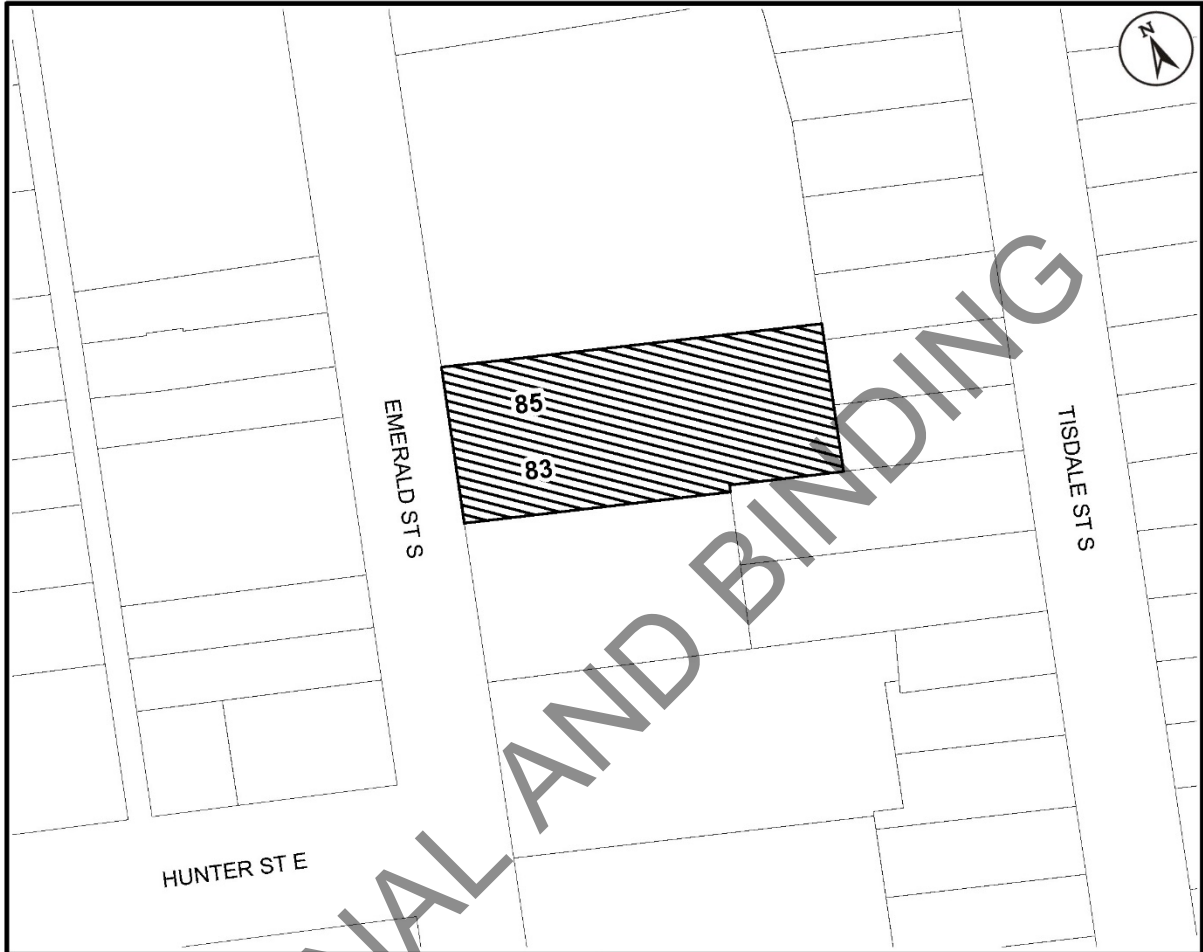 N
85
83
EMERALD ST S
TISDALE ST S
HUNTER ST E
NAL AND BINDING